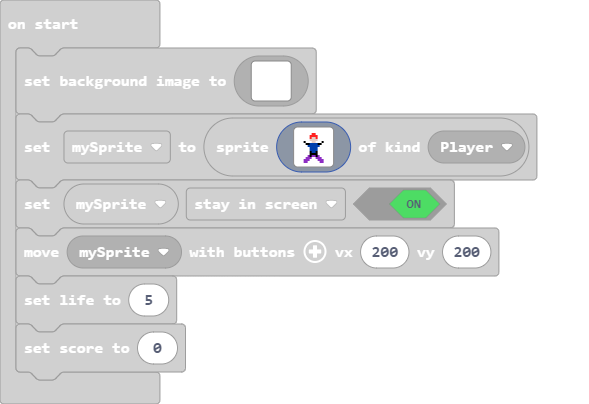 on start
set background image to
set mySprite to sprite of kind Player
set mySprite stay in screen ON
move mySprite with buttons + vx 200 vy 200
set life to 5
set score to 0